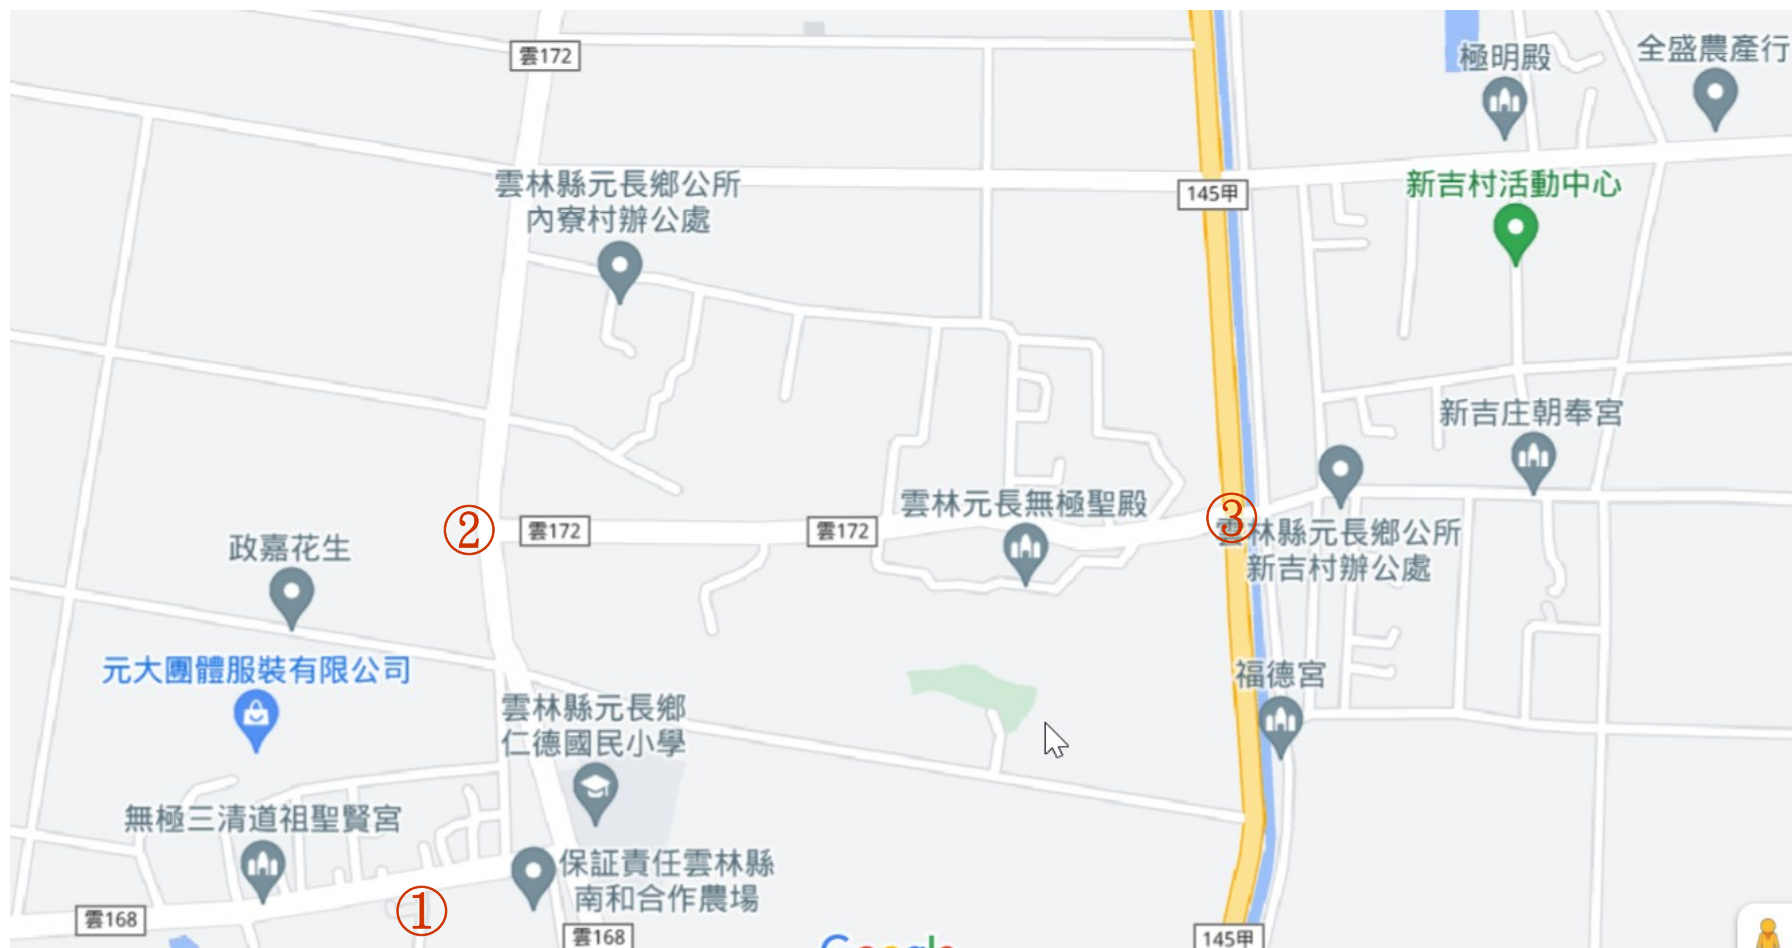 雲172
極明殿
全盛農產行
雲林縣元長鄉公所
內寮村辦公處
145甲
新吉村活動中心
新吉庄朝奉宮
雲林元長無極聖殿
②
雲172
雲172
③
雲林縣元長鄉公所
新吉村辦公處
政嘉花生
元大團體服裝有限公司
福德宮
雲林縣元長鄉
仁德國民小學
無極三清道祖聖賢宮
保証責任雲林縣
南和合作農場
①
雲168
雲168
145甲
Google